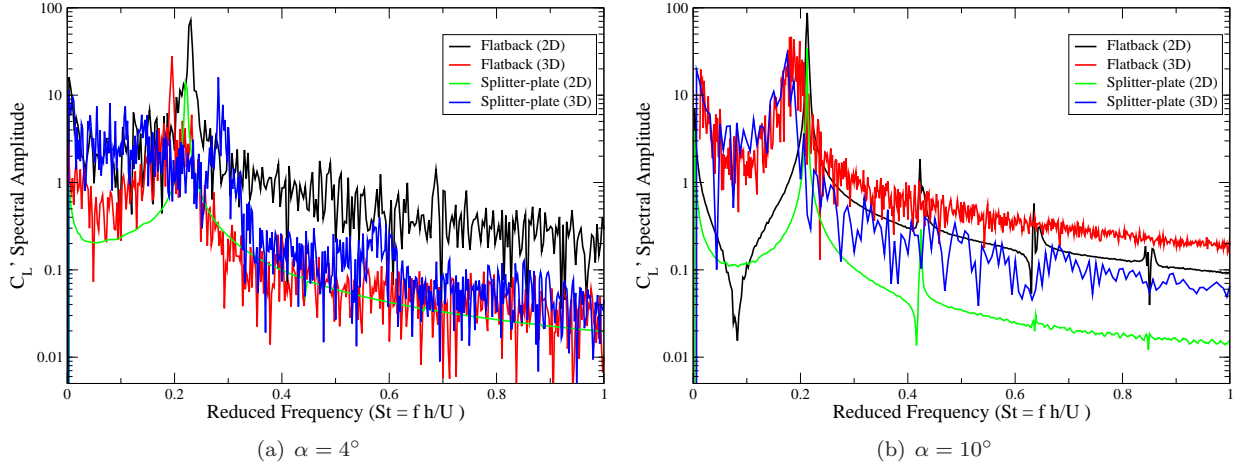 100
10
1
0.1
0.01
C_L' Spectral Amplitude
Flatback (2D)
Flatback (3D)
Splitter-plate (2D)
Splitter-plate (3D)
0 0.2 0.4 0.6 0.8 1
Reduced Frequency (St = f h/U )
(a) α = 4°
100
10
1
0.1
0.01
C_L' Spectral Amplitude
Flatback (2D)
Flatback (3D)
Splitter-plate (2D)
Splitter-plate (3D)
0 0.2 0.4 0.6 0.8 1
Reduced Frequency (St = f h/U )
(b) α = 10°